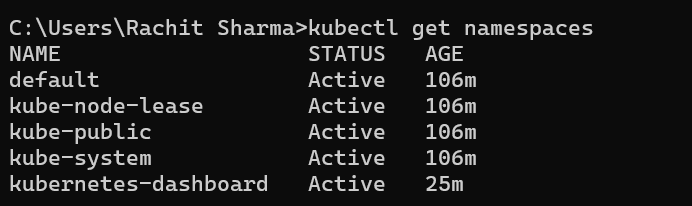 C:\Users\Rachit Sharma>kubectl get namespaces
NAME STATUS AGE
default Active 106m
kube-node-lease Active 106m
kube-public Active 106m
kube-system Active 106m
kubernetes-dashboard Active 25m